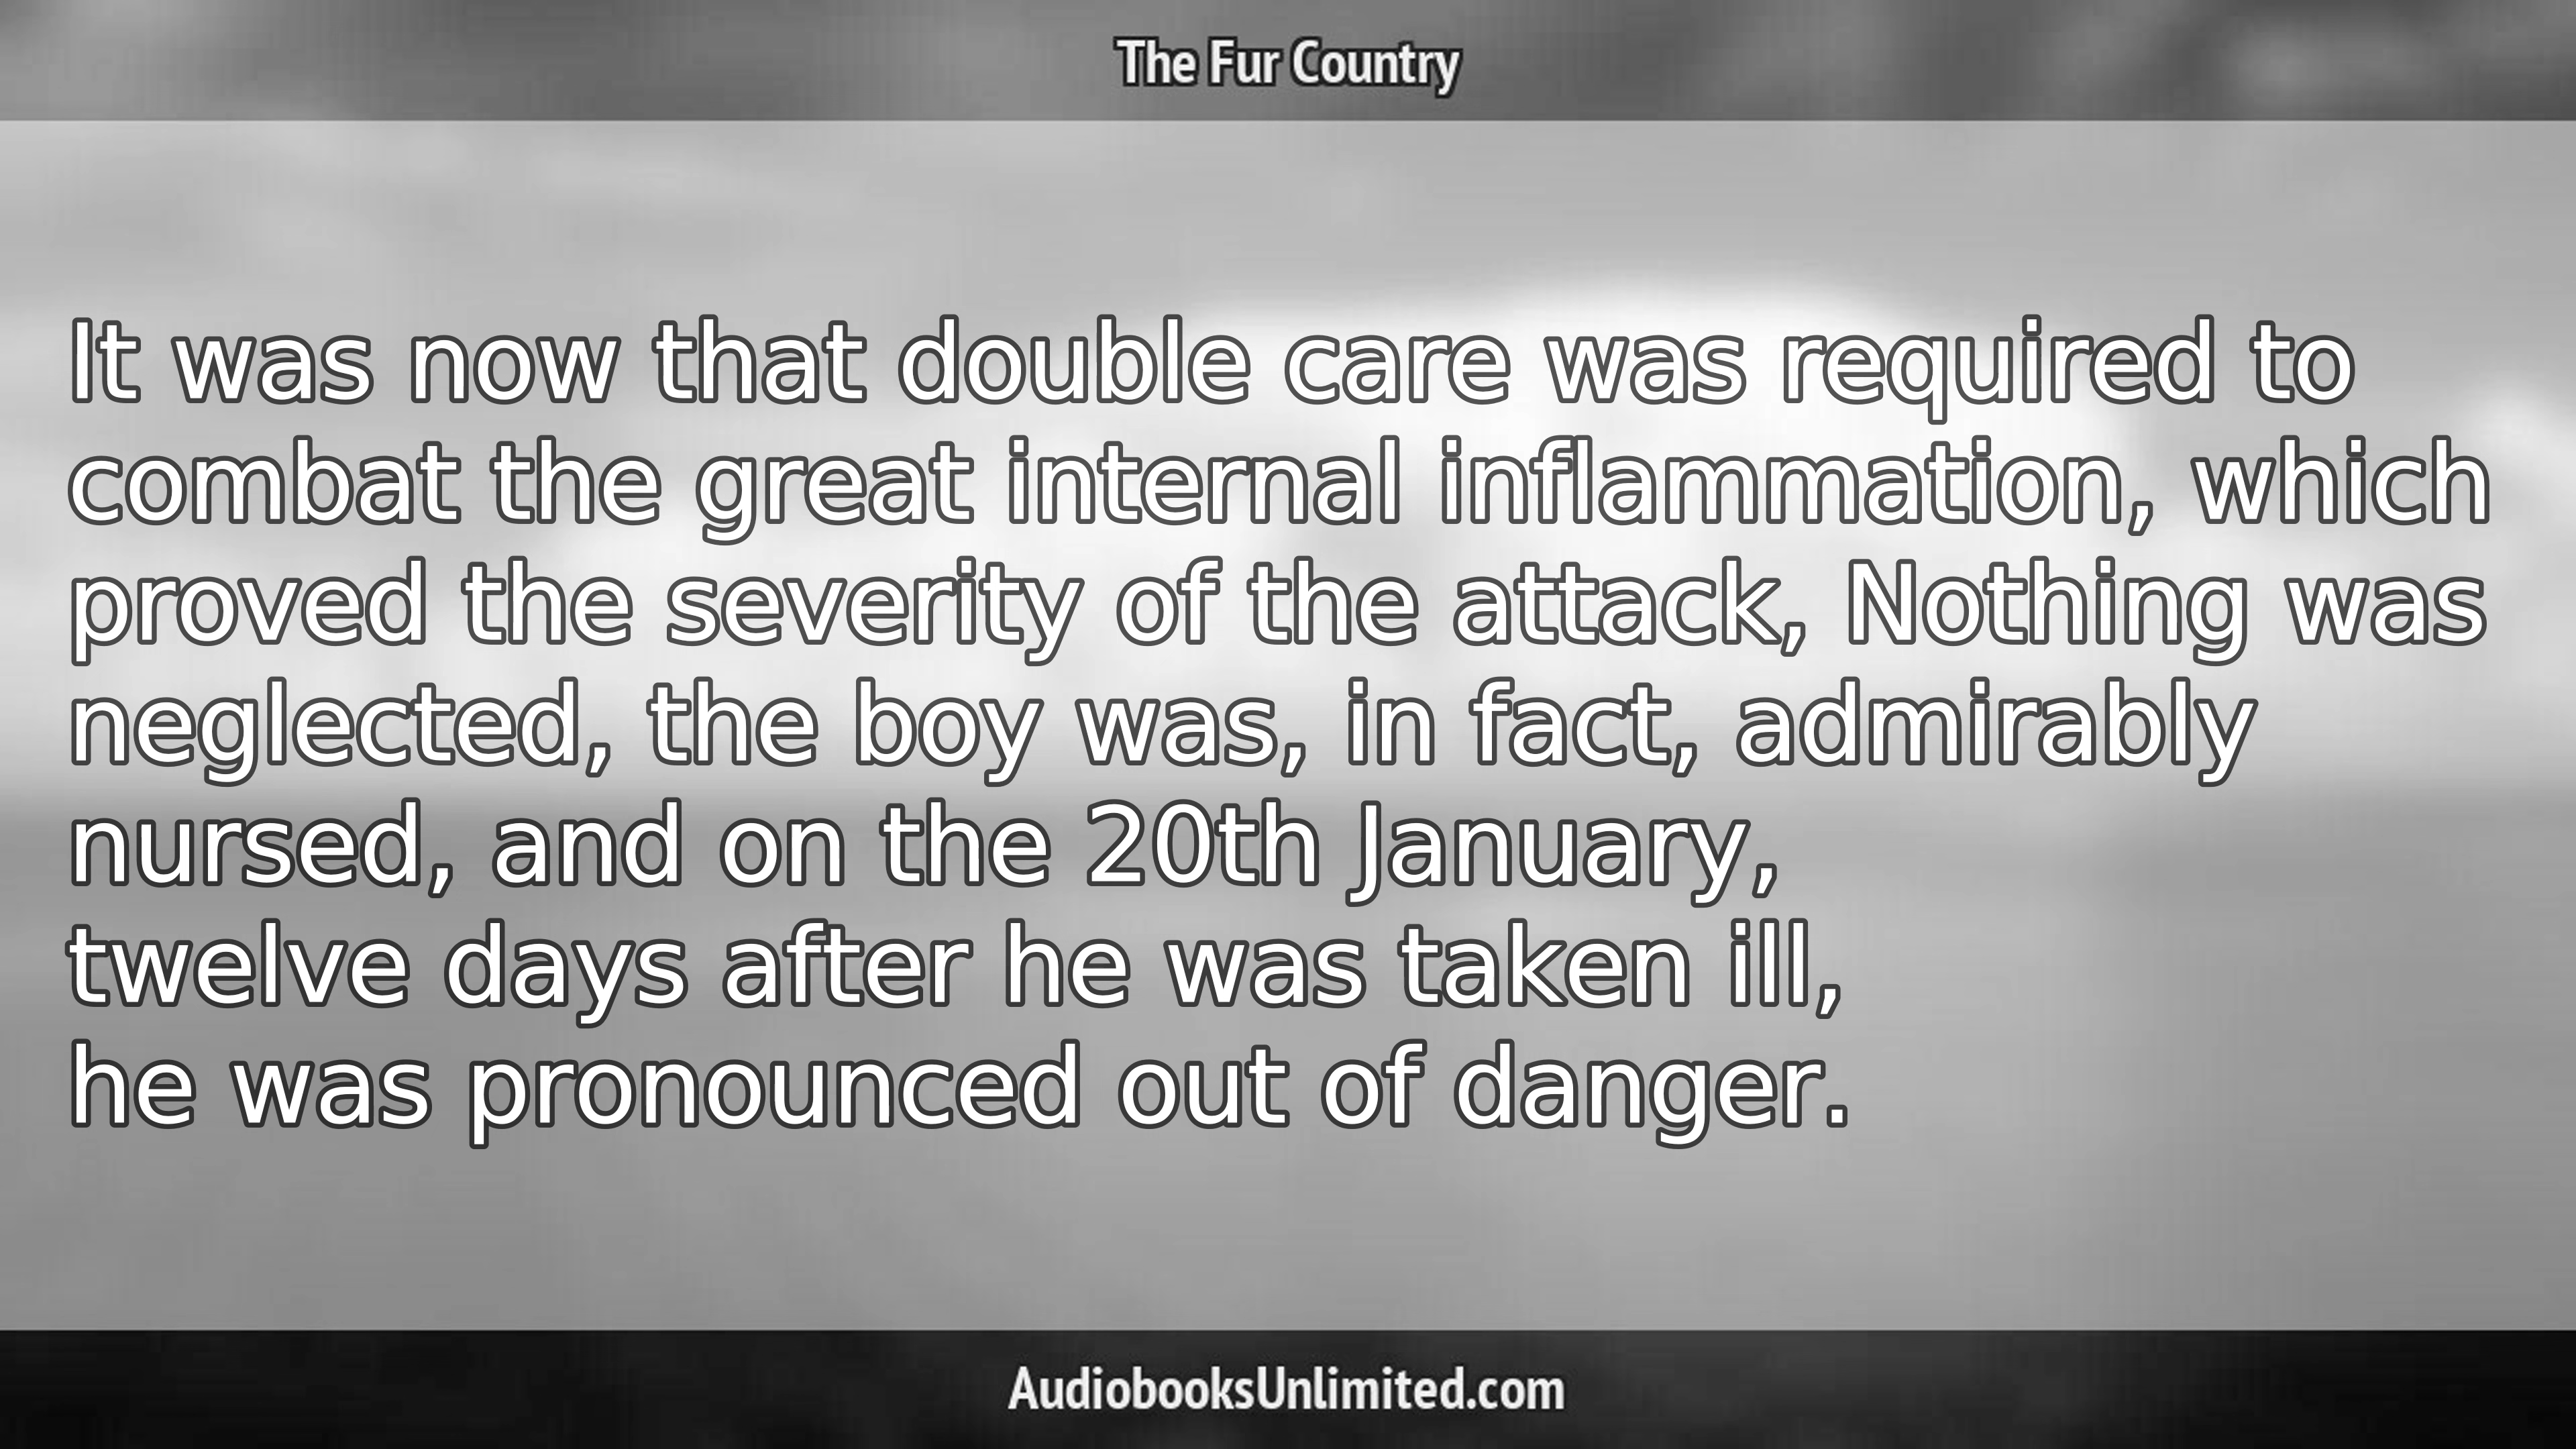 The Fur Country
It was now that double care was required to
combat the great internal inflammation, which
proved the severity of the attack, Nothing was
neglected, the boy was, in fact, admirably
nursed, and on the 20th January,
twelve days after he was taken ill,
he was pronounced out of danger.
AudiobooksUnlimited.com